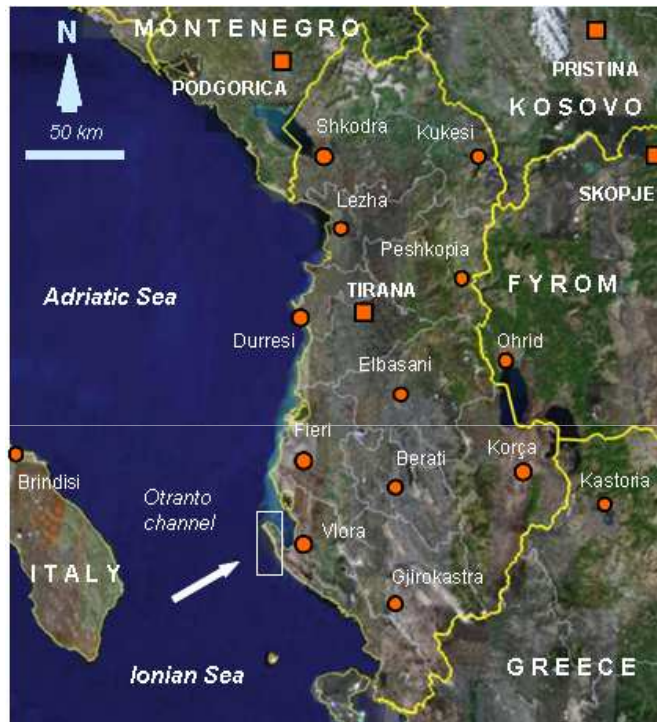 MONTENEGRO
N
PRISTINA
PODGORICA
KOSOVO
50 km
Shkodra
Kukesi
SKOPJE
Lezha
Peshkopia
FYROM
Adriatic Sea
TIRANA
Durresi
Ohrid
Elbasani
Fieri
Korça
Berati
Kastoria
Brindisi
Otranto
channel
Vlora
ITALY
Gjirokastra
GREECE
Ionian Sea